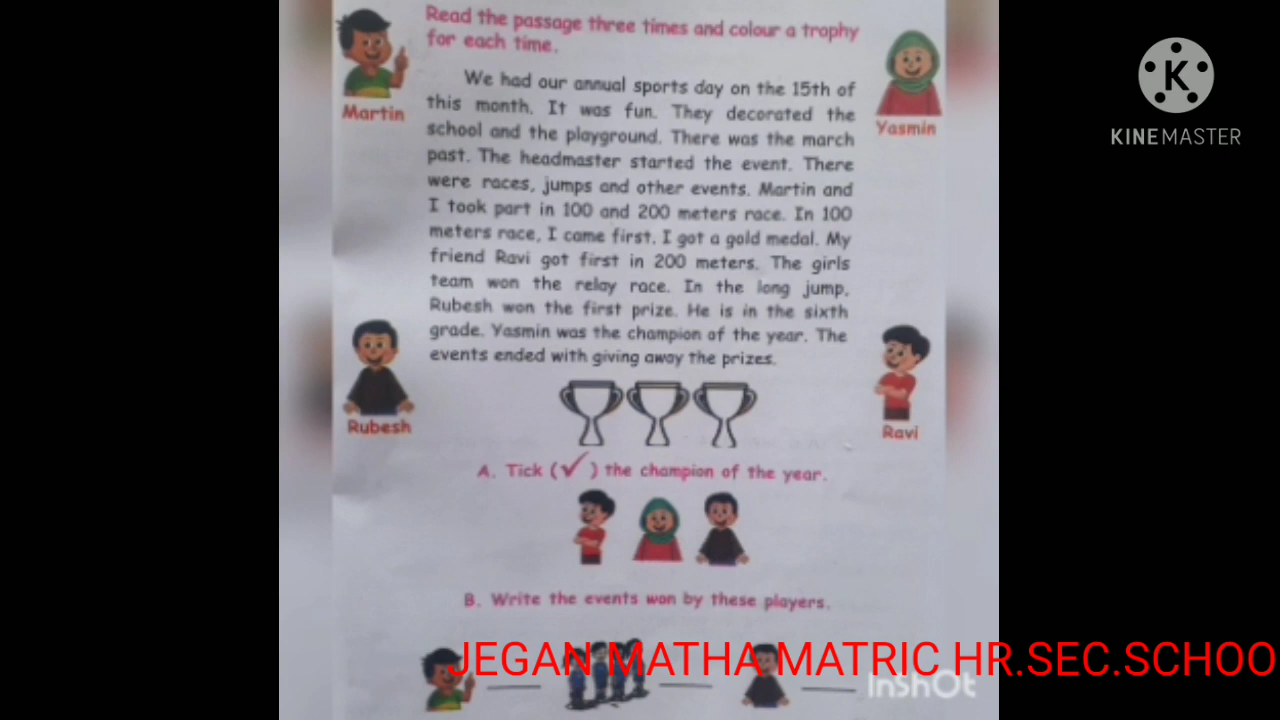 Read the passage three times and colour a trophy
for each time.
Martin
Yasmin
We had our annual sports day on the 15th of
this month. It was fun. They decorated the
school and the playground. There was the march
past. The headmaster started the event. There
were races, jumps and other events. Martin and
I took part in 100 and 200 meters race. In 100
meters race, I came first. I got a gold medal. My
friend Ravi got first in 200 meters. The girls
team won the relay race. In the long jump,
Rubesh won the first prize. He is in the sixth
grade. Yasmin was the champion of the year. The
events ended with giving away the prizes.
Rubesh
Ravi
A. Tick (✓) the champion of the year.
B. Write the events won by these players.
JEGAN MATHA MATRIC HR.SEC.SCHOO
InShOt
K
KINEMASTER